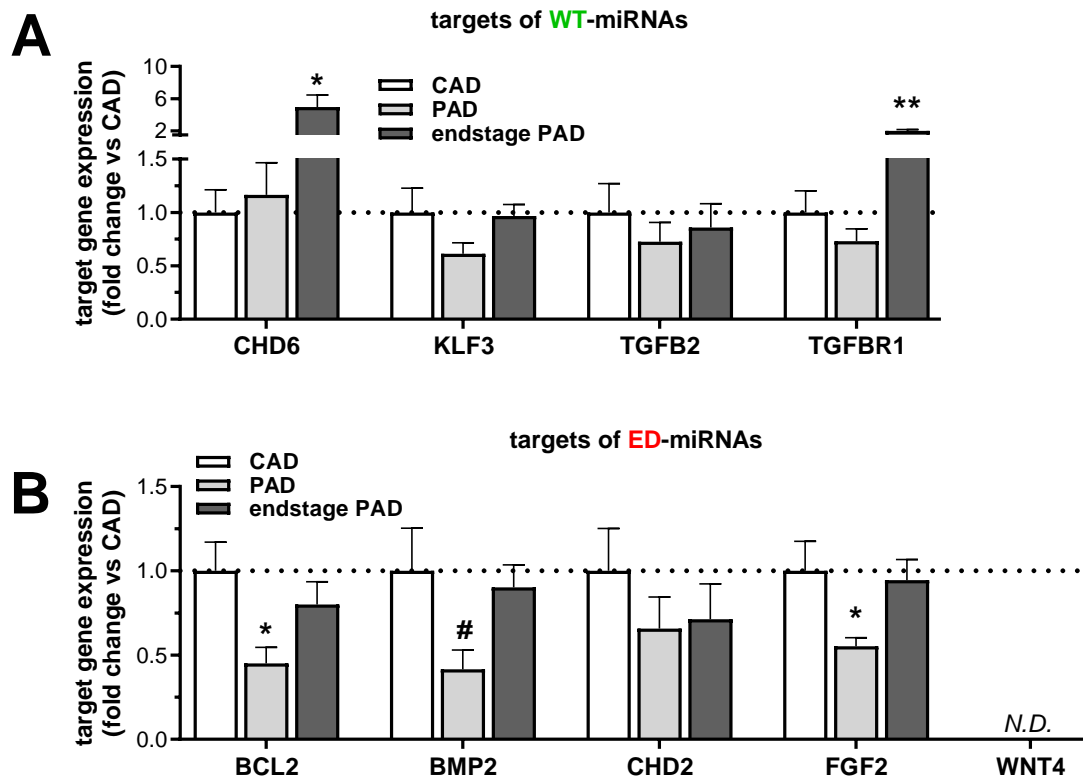 A
targets of WT-miRNAs
target gene expression
(fold change vs CAD)
10
6
2
1.5
1.0
0.5
0.0
CAD
PAD
endstage PAD
*
**
CHD6
KLF3
TGFB2
TGFBR1
B
targets of ED-miRNAs
target gene expression
(fold change vs CAD)
1.5
1.0
0.5
0.0
CAD
PAD
endstage PAD
*
#
*
N.D.
BCL2
BMP2
CHD2
FGF2
WNT4